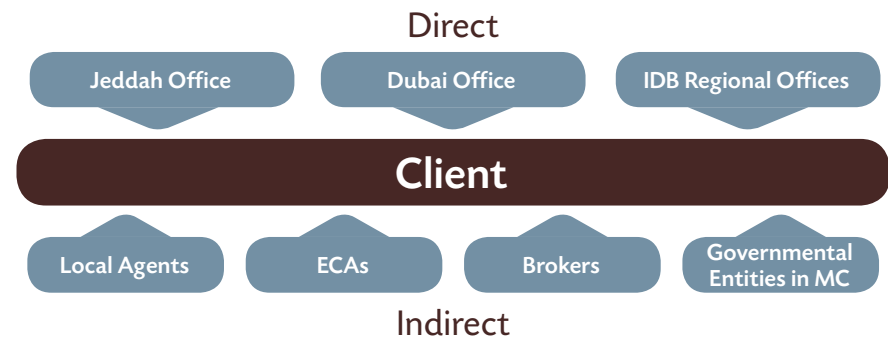 Direct
Jeddah Office
Dubai Office
IDB Regional Offices
Client
Local Agents
ECAs
Brokers
Governmental
Entities in MC
Indirect